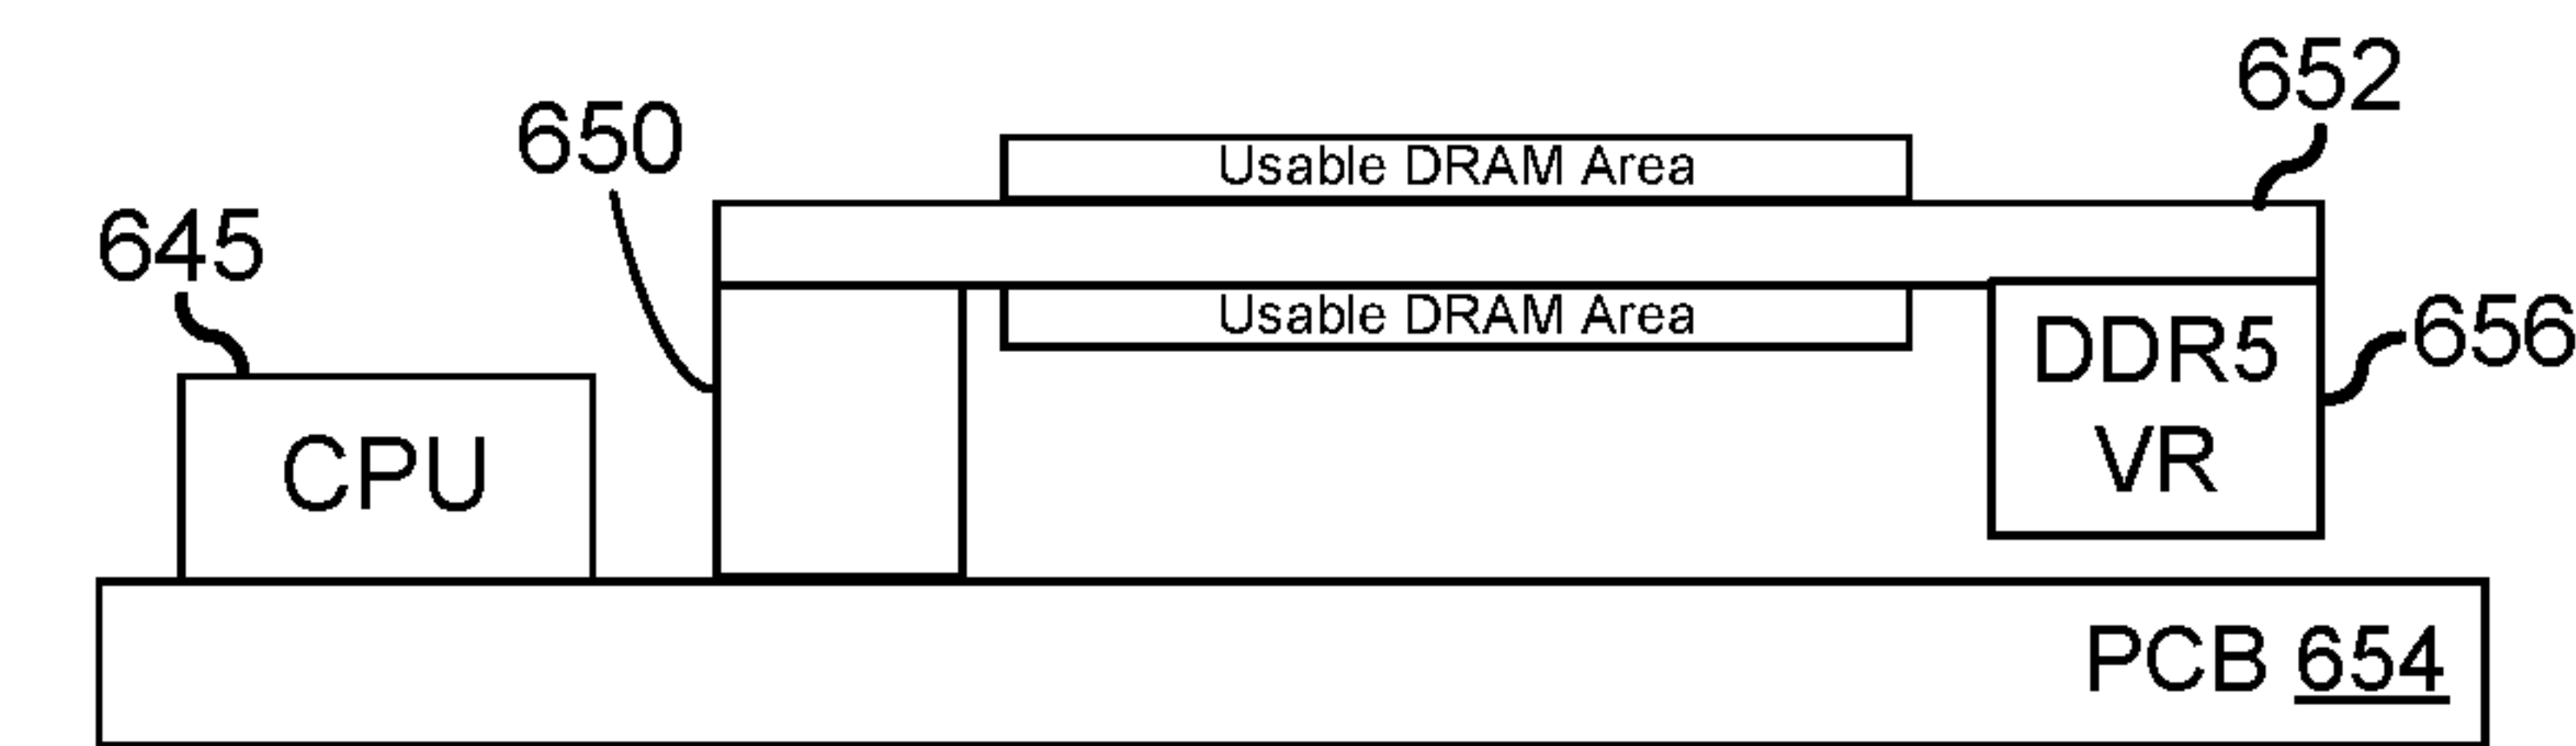 652
650
Usable DRAM Area
645
Usable DRAM Area
DDR5
VR
656
CPU
PCB 654